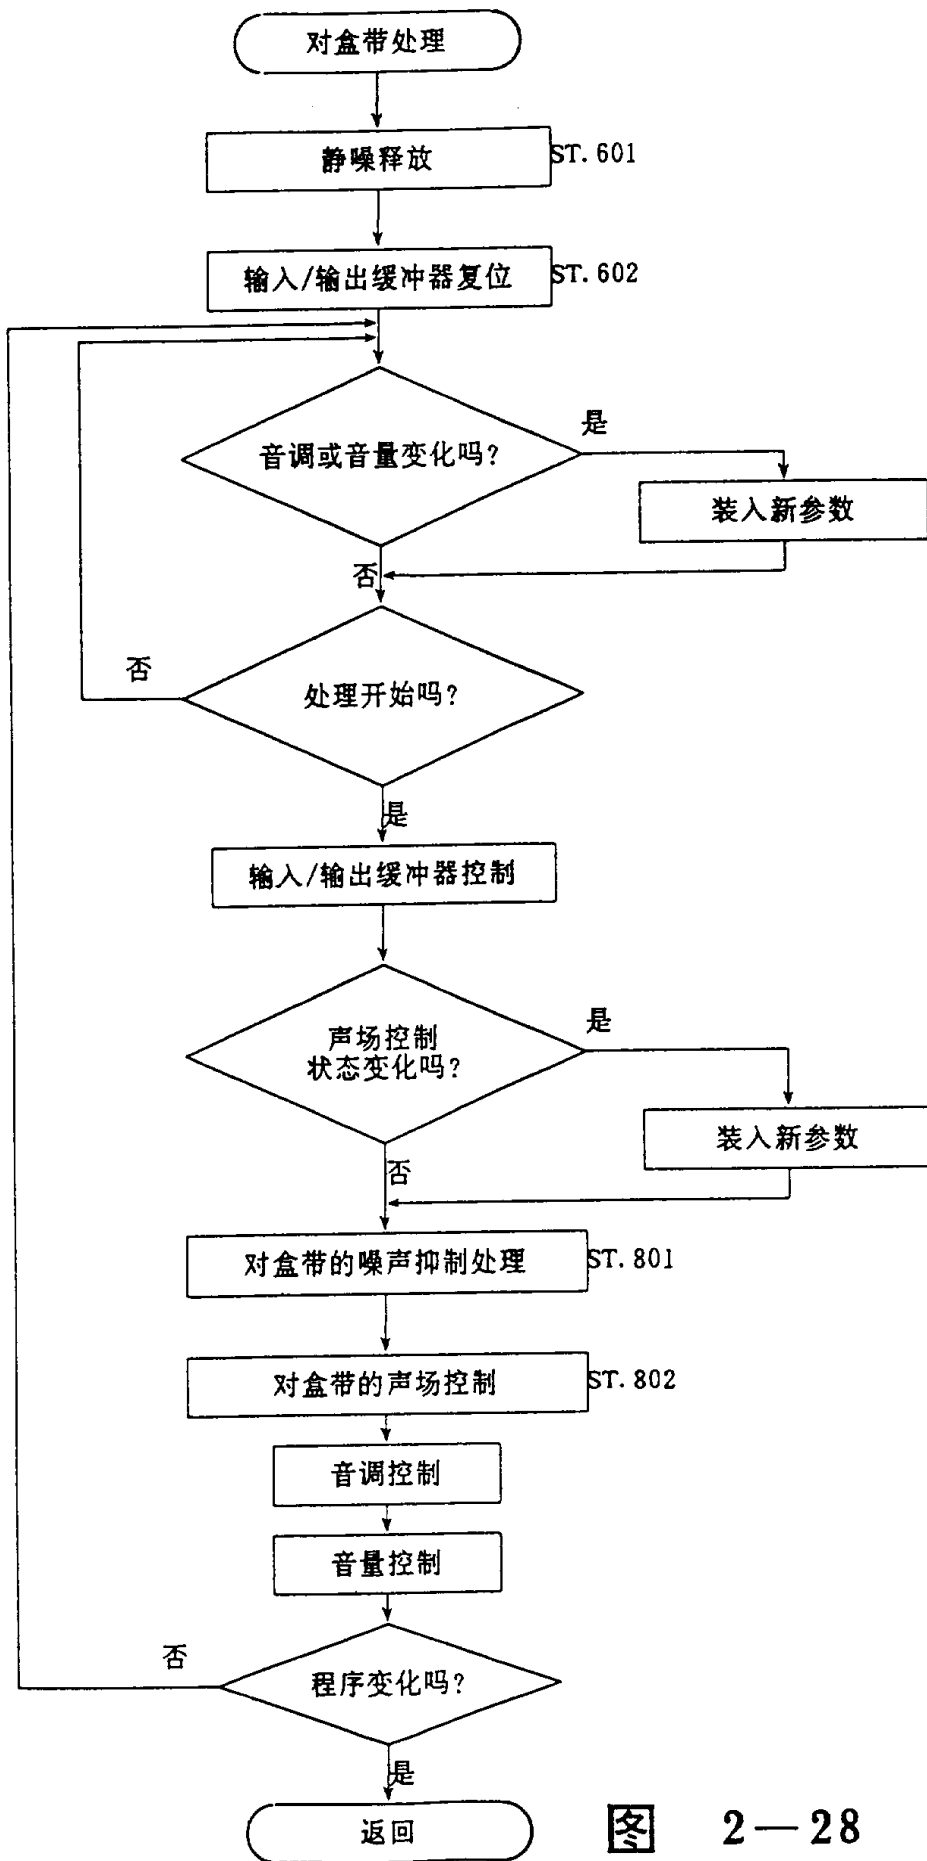 对盒带处理
静噪释放
ST.601
输入/输出缓冲器复位
ST.602
音调或音量变化吗?
是
装入新参数
否
处理开始吗?
否
是
输入/输出缓冲器控制
声场控制
状态变化吗?
是
装入新参数
否
对盒带的噪声抑制处理
ST.801
对盒带的声场控制
ST.802
音调控制
音量控制
程序变化吗?
否
是
返回
图 2—28